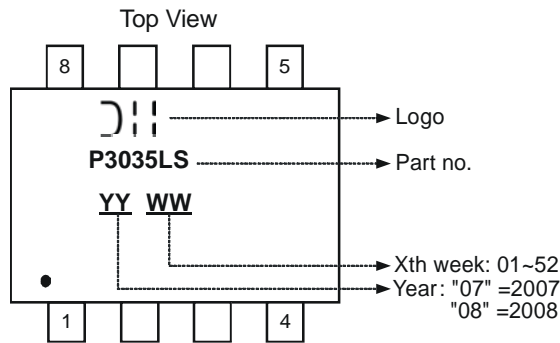 Top View
8 5
Logo
P3035LS Part no.
YY WW
Xth week: 01~52
Year: "07" =2007
"08" =2008
1 4